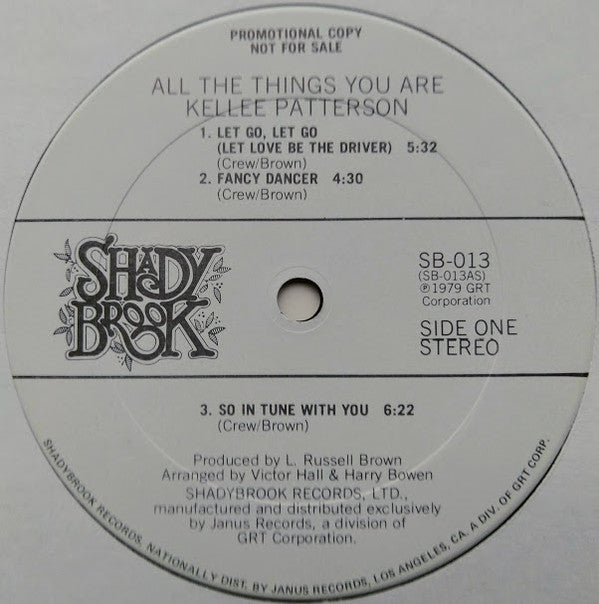 PROMOTIONAL COPY
NOT FOR SALE
ALL THE THINGS YOU ARE
KELLEE PATTERSON
1. LET GO, LET GO
(LET LOVE BE THE DRIVER) 5:32
(Crew/Brown)
2. FANCY DANCER 4:30
(Crew/Brown)
SHADY
BROOK
SB-013
(SB-013AS)
℗1979 GRT
Corporation
SIDE ONE
STEREO
3. SO IN TUNE WITH YOU 6:22
(Crew/Brown)
Produced by L. Russell Brown
Arranged by Victor Hall & Harry Bowen
SHADYBROOK RECORDS, LTD.,
manufactured and distributed exclusively
by Janus Records, a division of
GRT Corporation.
SHADYBROOK RECORDS, NATIONALLY DIST. BY JANUS RECORDS, LOS ANGELES, CA. A DIV. OF GRT CORP.